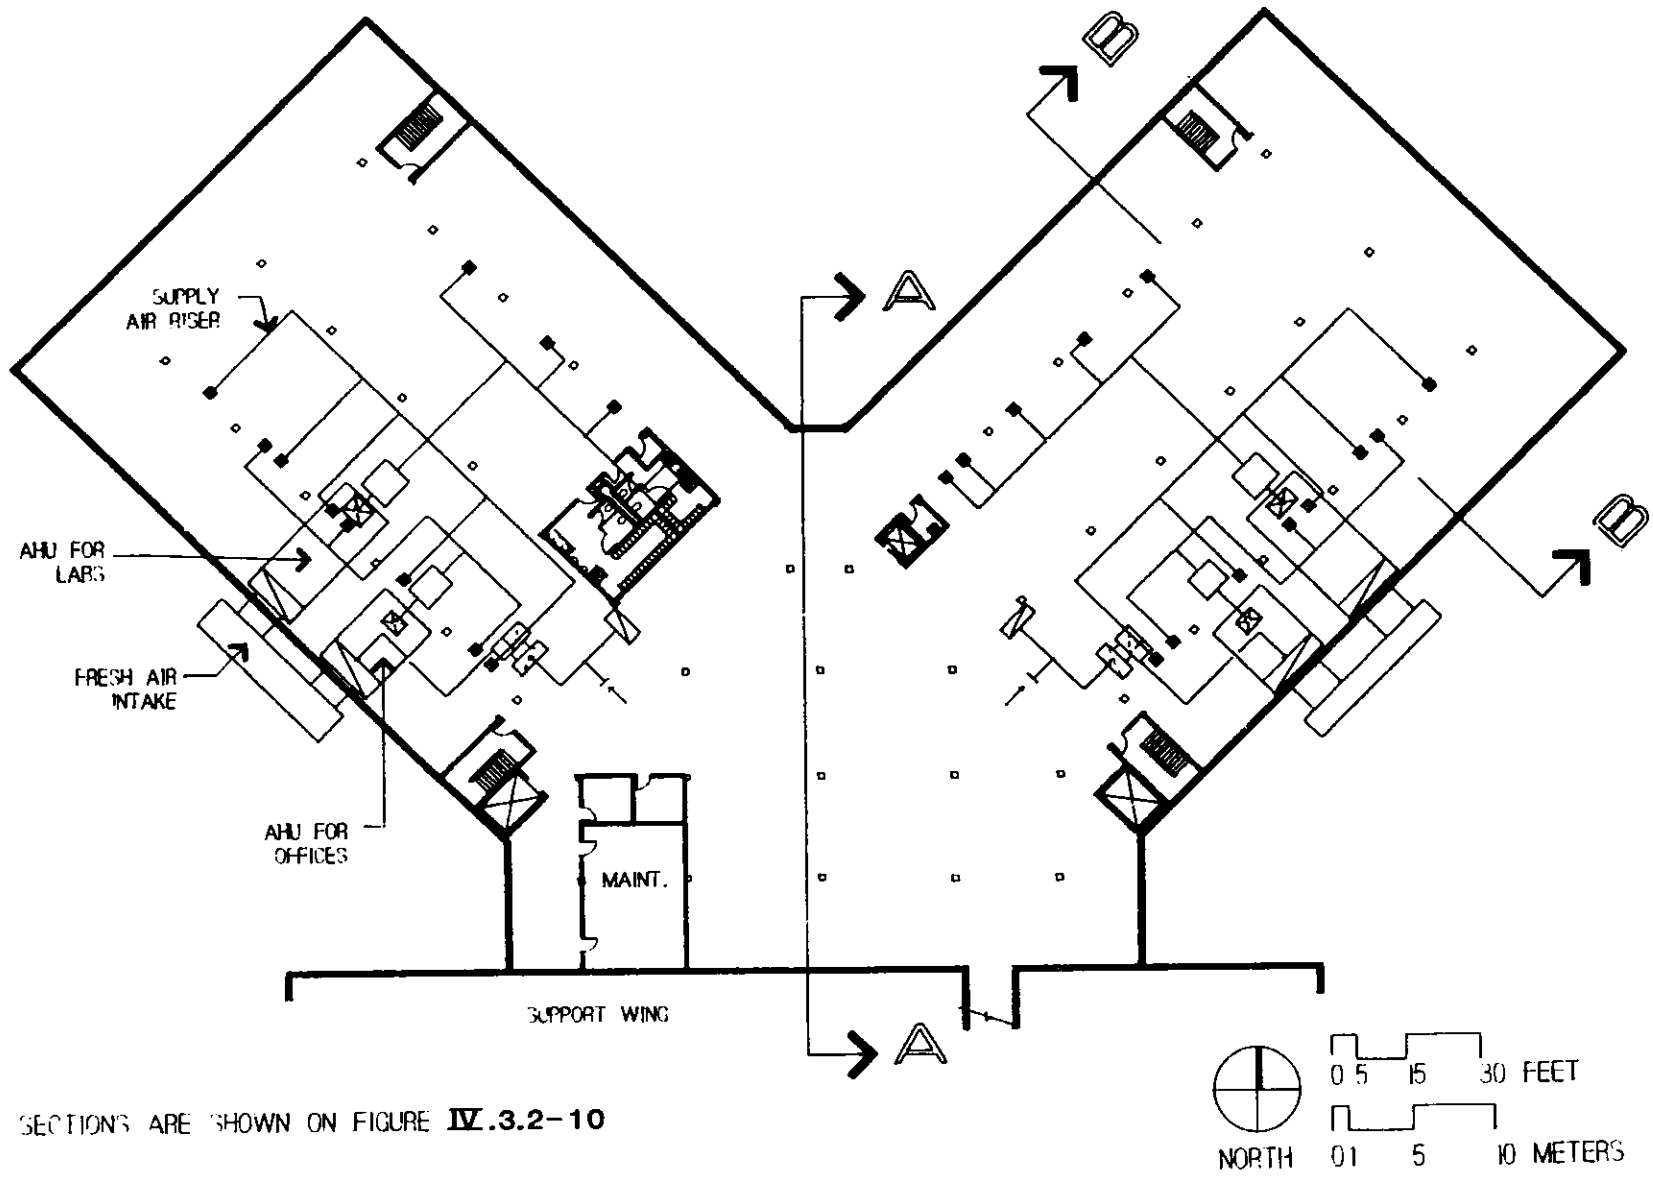 B
A
SUPPLY
AIR RISER
B
AHU FOR
LABS
FRESH AIR
INTAKE
AHU FOR
OFFICES
MAINT.
SUPPORT WING
A
0 5 15 30 FEET
SECTIONS ARE SHOWN ON FIGURE IV.3.2-10
NORTH
0 1 5 10 METERS